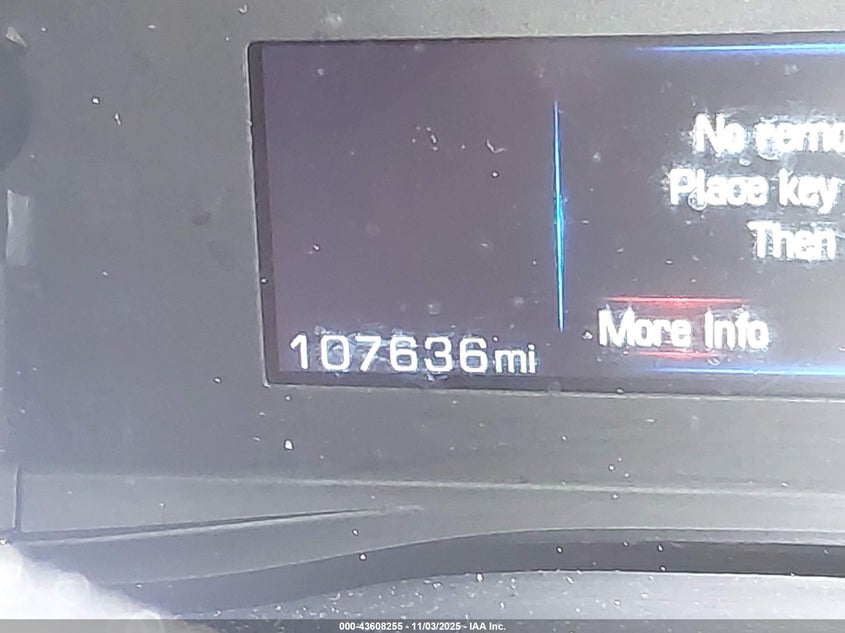 No remo
Place key
Then
More Info
107636mi
000-43608255 - 11/03/2025 - IAA Inc.